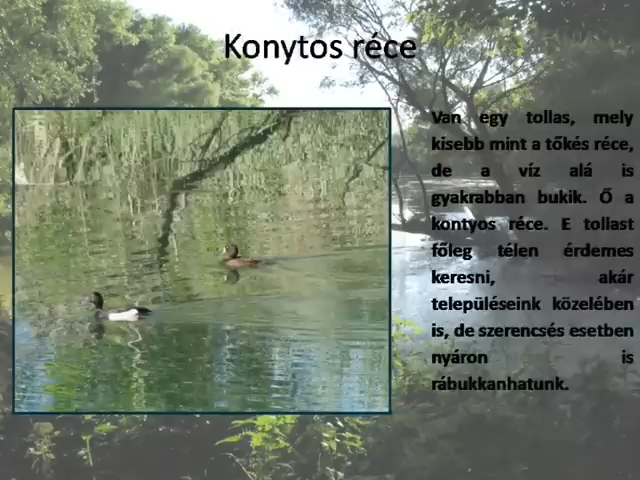 Konytos réce
Van egy tollas, mely
kisebb mint a tőkés réce,
de a víz alá is
gyakrabban bukik. Ő a
kontyos réce. E tollast
főleg télen érdemes
keresni, akár
településeink közelében
is, de szerencsés esetben
nyáron is
rábukkanhatunk.